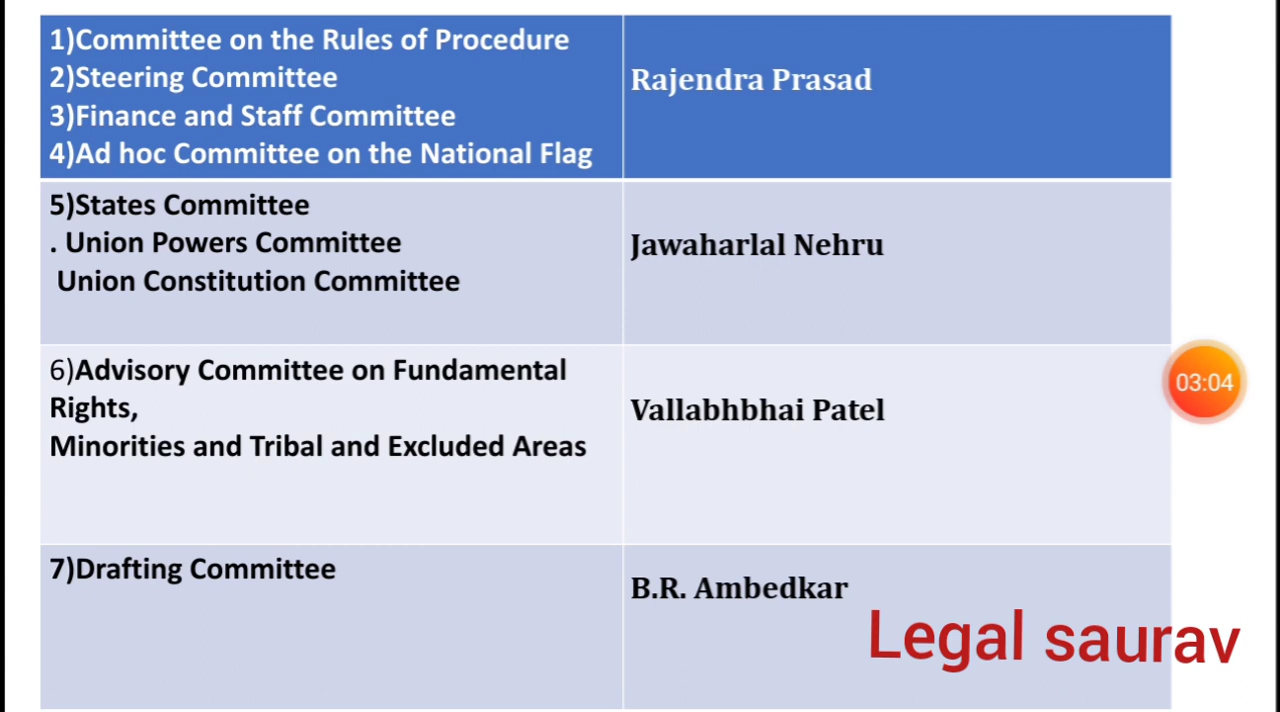 1)Committee on the Rules of Procedure
2)Steering Committee
3)Finance and Staff Committee
4)Ad hoc Committee on the National Flag
Rajendra Prasad
5)States Committee
. Union Powers Committee
Union Constitution Committee
Jawaharlal Nehru
6)Advisory Committee on Fundamental
Rights,
Minorities and Tribal and Excluded Areas
Vallabhbhai Patel
03:04
7)Drafting Committee
B.R. Ambedkar
Legal saurav